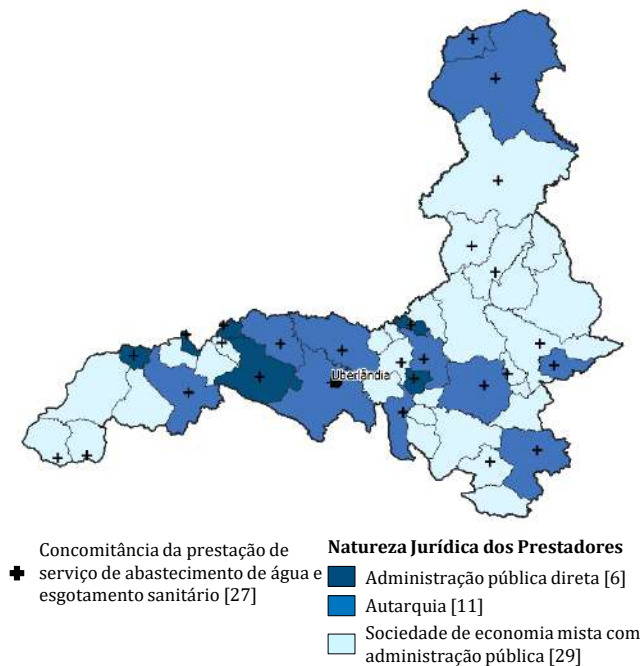 Uberlândia
Concomitância da prestação de
serviço de abastecimento de água e
esgotamento sanitário [27]
Natureza Jurídica dos Prestadores
Administração pública direta [6]
Autarquia [11]
Sociedade de economia mista com
administração pública [29]